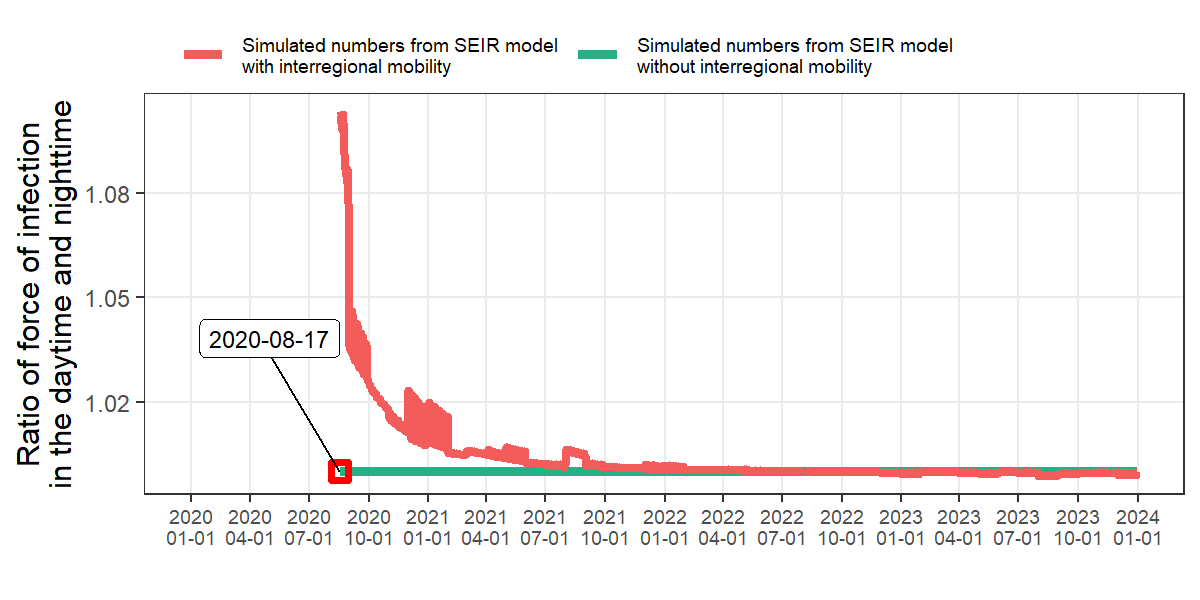 Simulated numbers from SEIR model
with interregional mobility
Simulated numbers from SEIR model
without interregional mobility
Ratio of force of infection
in the daytime and nighttime
1.08
1.05
1.02
2020-08-17
2020 2020 2020 2020 2021 2021 2021 2021 2022 2022 2022 2022 2023 2023 2023 2023 2024
01-01 04-01 07-01 10-01 01-01 04-01 07-01 10-01 01-01 04-01 07-01 10-01 01-01 04-01 07-01 10-01 01-01